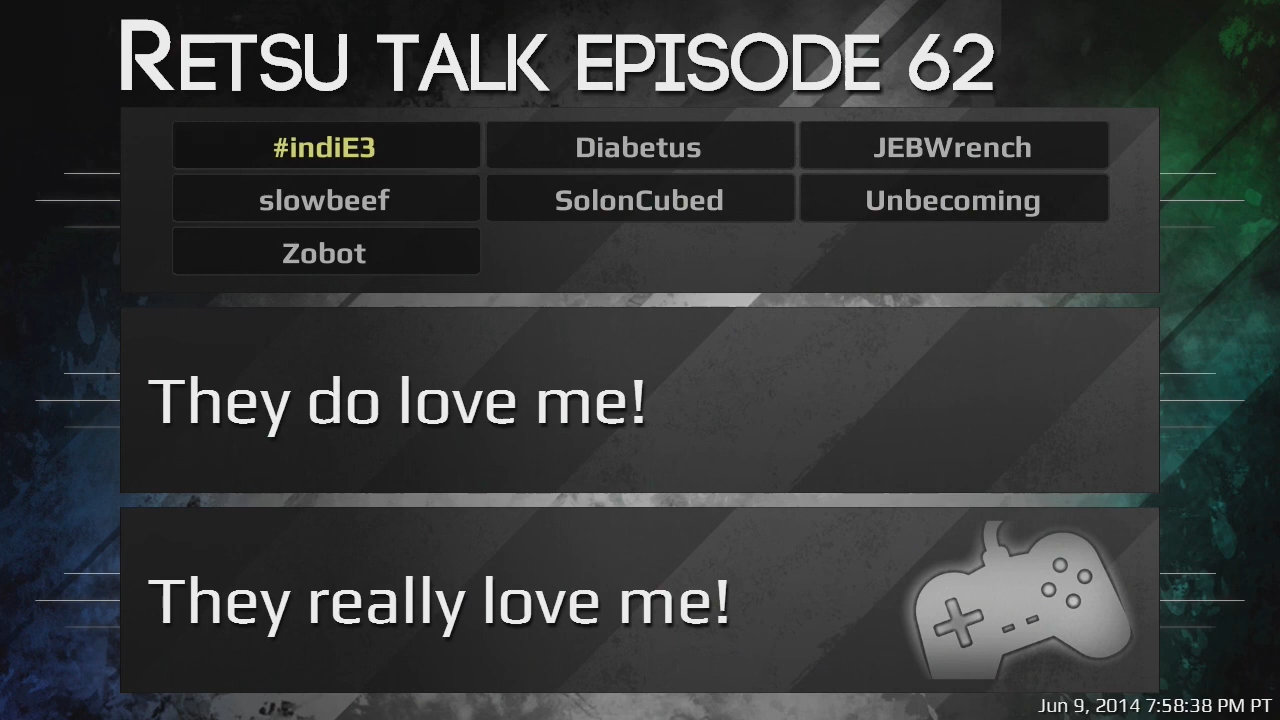 RETSU TALK EPISODE 62
#indiE3 Diabetus JEBWrench
slowbeef SolonCubed Unbecoming
Zobot
They do love me!
They really love me!
Jun 9, 2014 7:58:38 PM PT